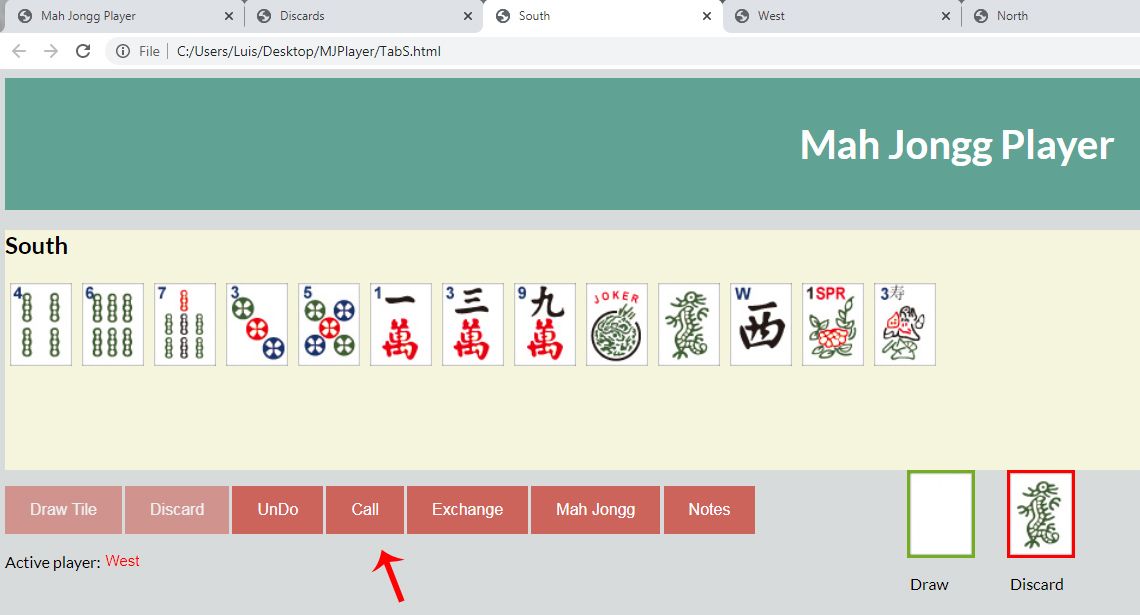 Mah Jongg Player Discards South West North
File C:/Users/Luis/Desktop/MJPlayer/TabS.html
Mah Jongg Player
South
4 6 7 3 5 1 3 9 JOKER W 1SPR 3寿
一萬 三萬 九萬 西
Draw Tile Discard UnDo Call Exchange Mah Jongg Notes
Active player: West
Draw Discard